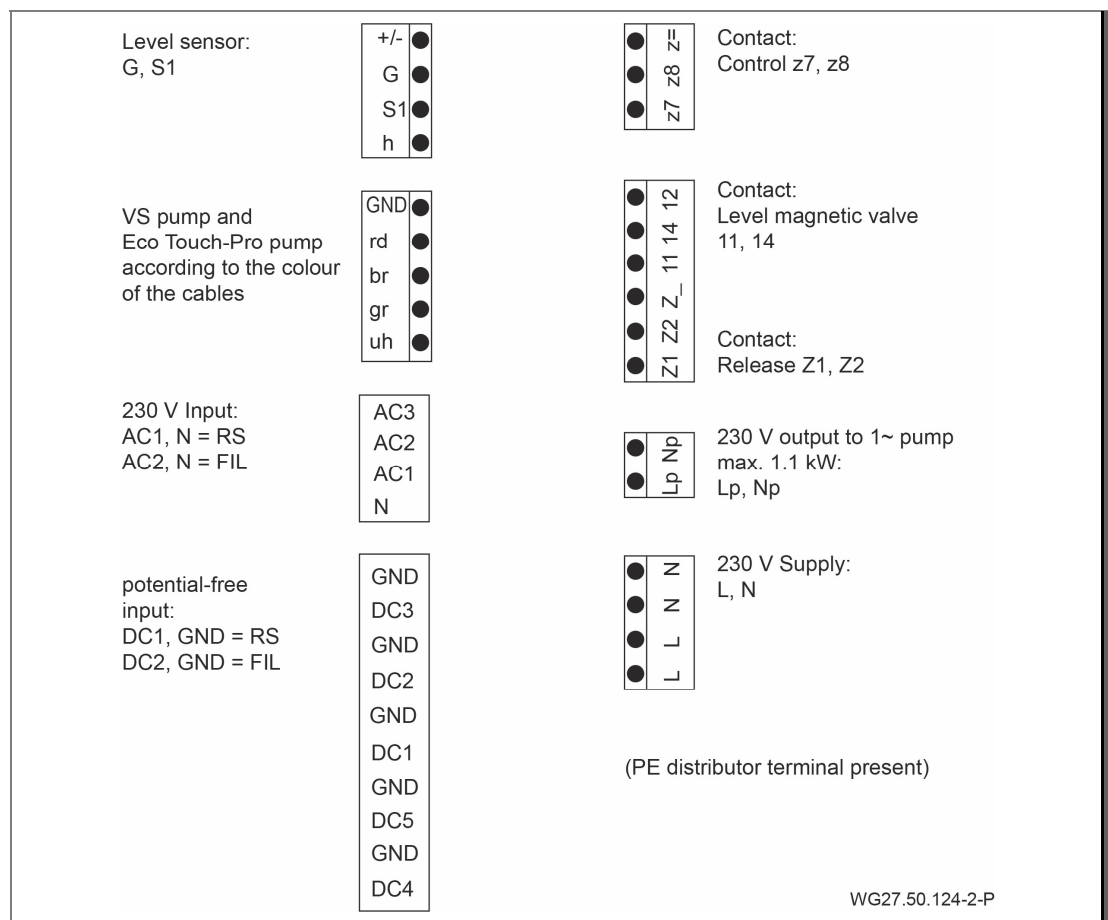 Level sensor:
G, S1
+/-
G
S1
h
VS pump and
Eco Touch-Pro pump
according to the colour
of the cables
GND
rd
br
gr
uh
230 V Input:
AC1, N = RS
AC2, N = FIL
AC3
AC2
AC1
N
potential-free
input:
DC1, GND = RS
DC2, GND = FIL
GND
DC3
GND
DC2
GND
DC1
GND
DC5
GND
DC4
z7 z8 z=
Contact:
Control z7, z8
Z1 Z2 Z_ 11 14 12
Contact:
Level magnetic valve
11, 14
Contact:
Release Z1, Z2
Lp Np
230 V output to 1~ pump
max. 1.1 kW:
Lp, Np
L L N N
230 V Supply:
L, N
(PE distributor terminal present)
WG27.50.124-2-P